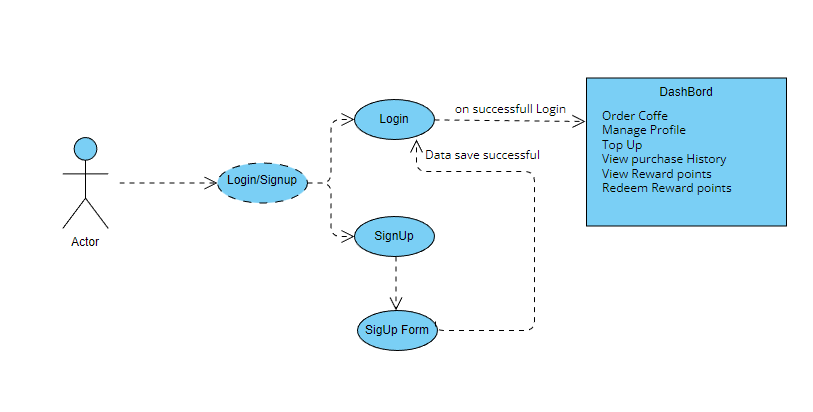 Actor
Login/Signup
Login
SignUp
SigUp Form
on successfull Login
Data save successful
DashBord
Order Coffe
Manage Profile
Top Up
View purchase History
View Reward points
Redeem Reward points